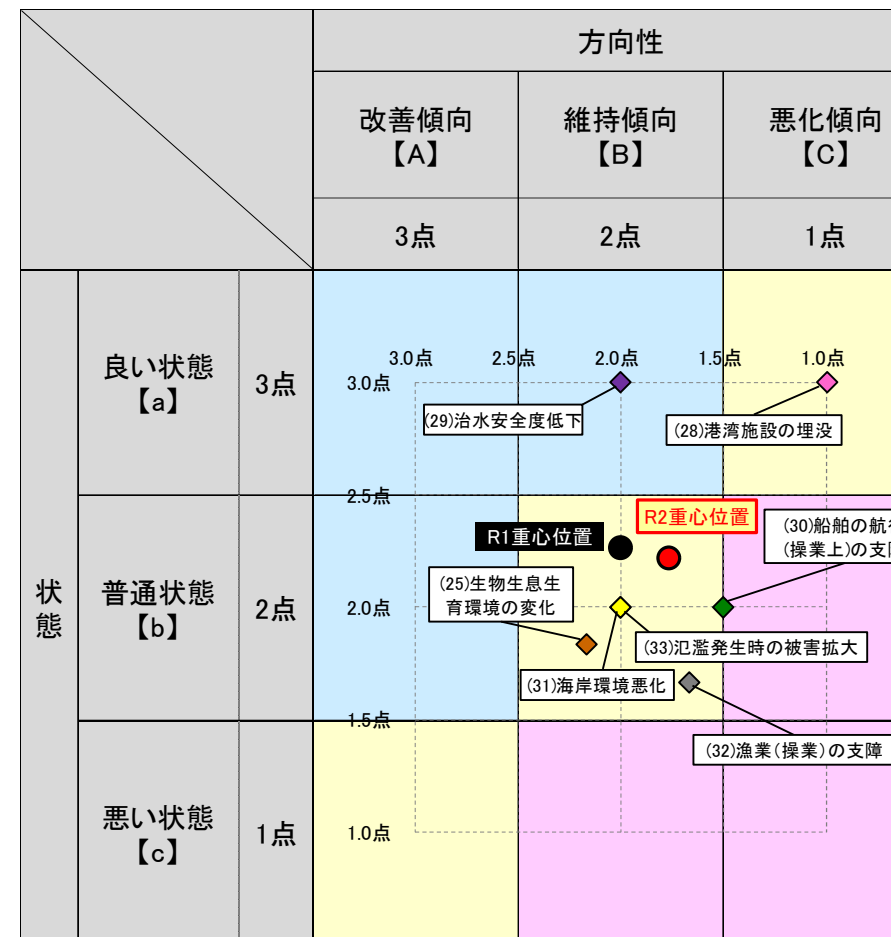 方向性
改善傾向
【A】
維持傾向
【B】
悪化傾向
【C】
3点
2点
1点
状態
良い状態
【a】
3点
普通状態
【b】
2点
悪い状態
【c】
1点
3.0点
2.5点
2.0点
1.5点
1.0点
3.0点
2.5点
2.0点
1.5点
1.0点
(29)治水安全度低下
(28)港湾施設の埋没
R1重心位置
R2重心位置
(30)船舶の航
(操業上)の支障
(25)生物生息生
育環境の変化
(33)氾濫発生時の被害拡大
(31)海岸環境悪化
(32)漁業(操業)の支障